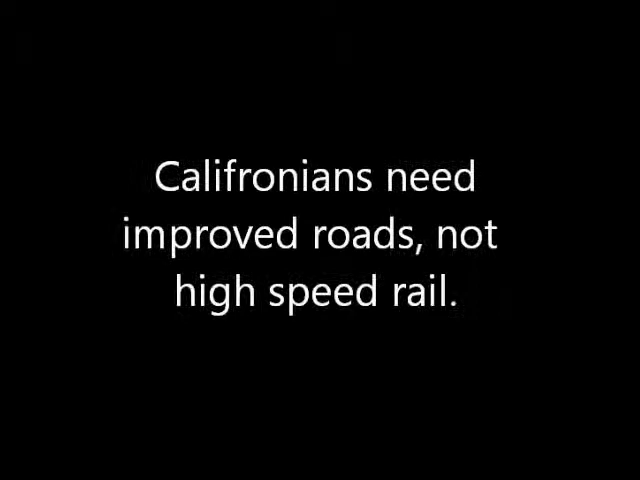 Califronians need
improved roads, not
high speed rail.